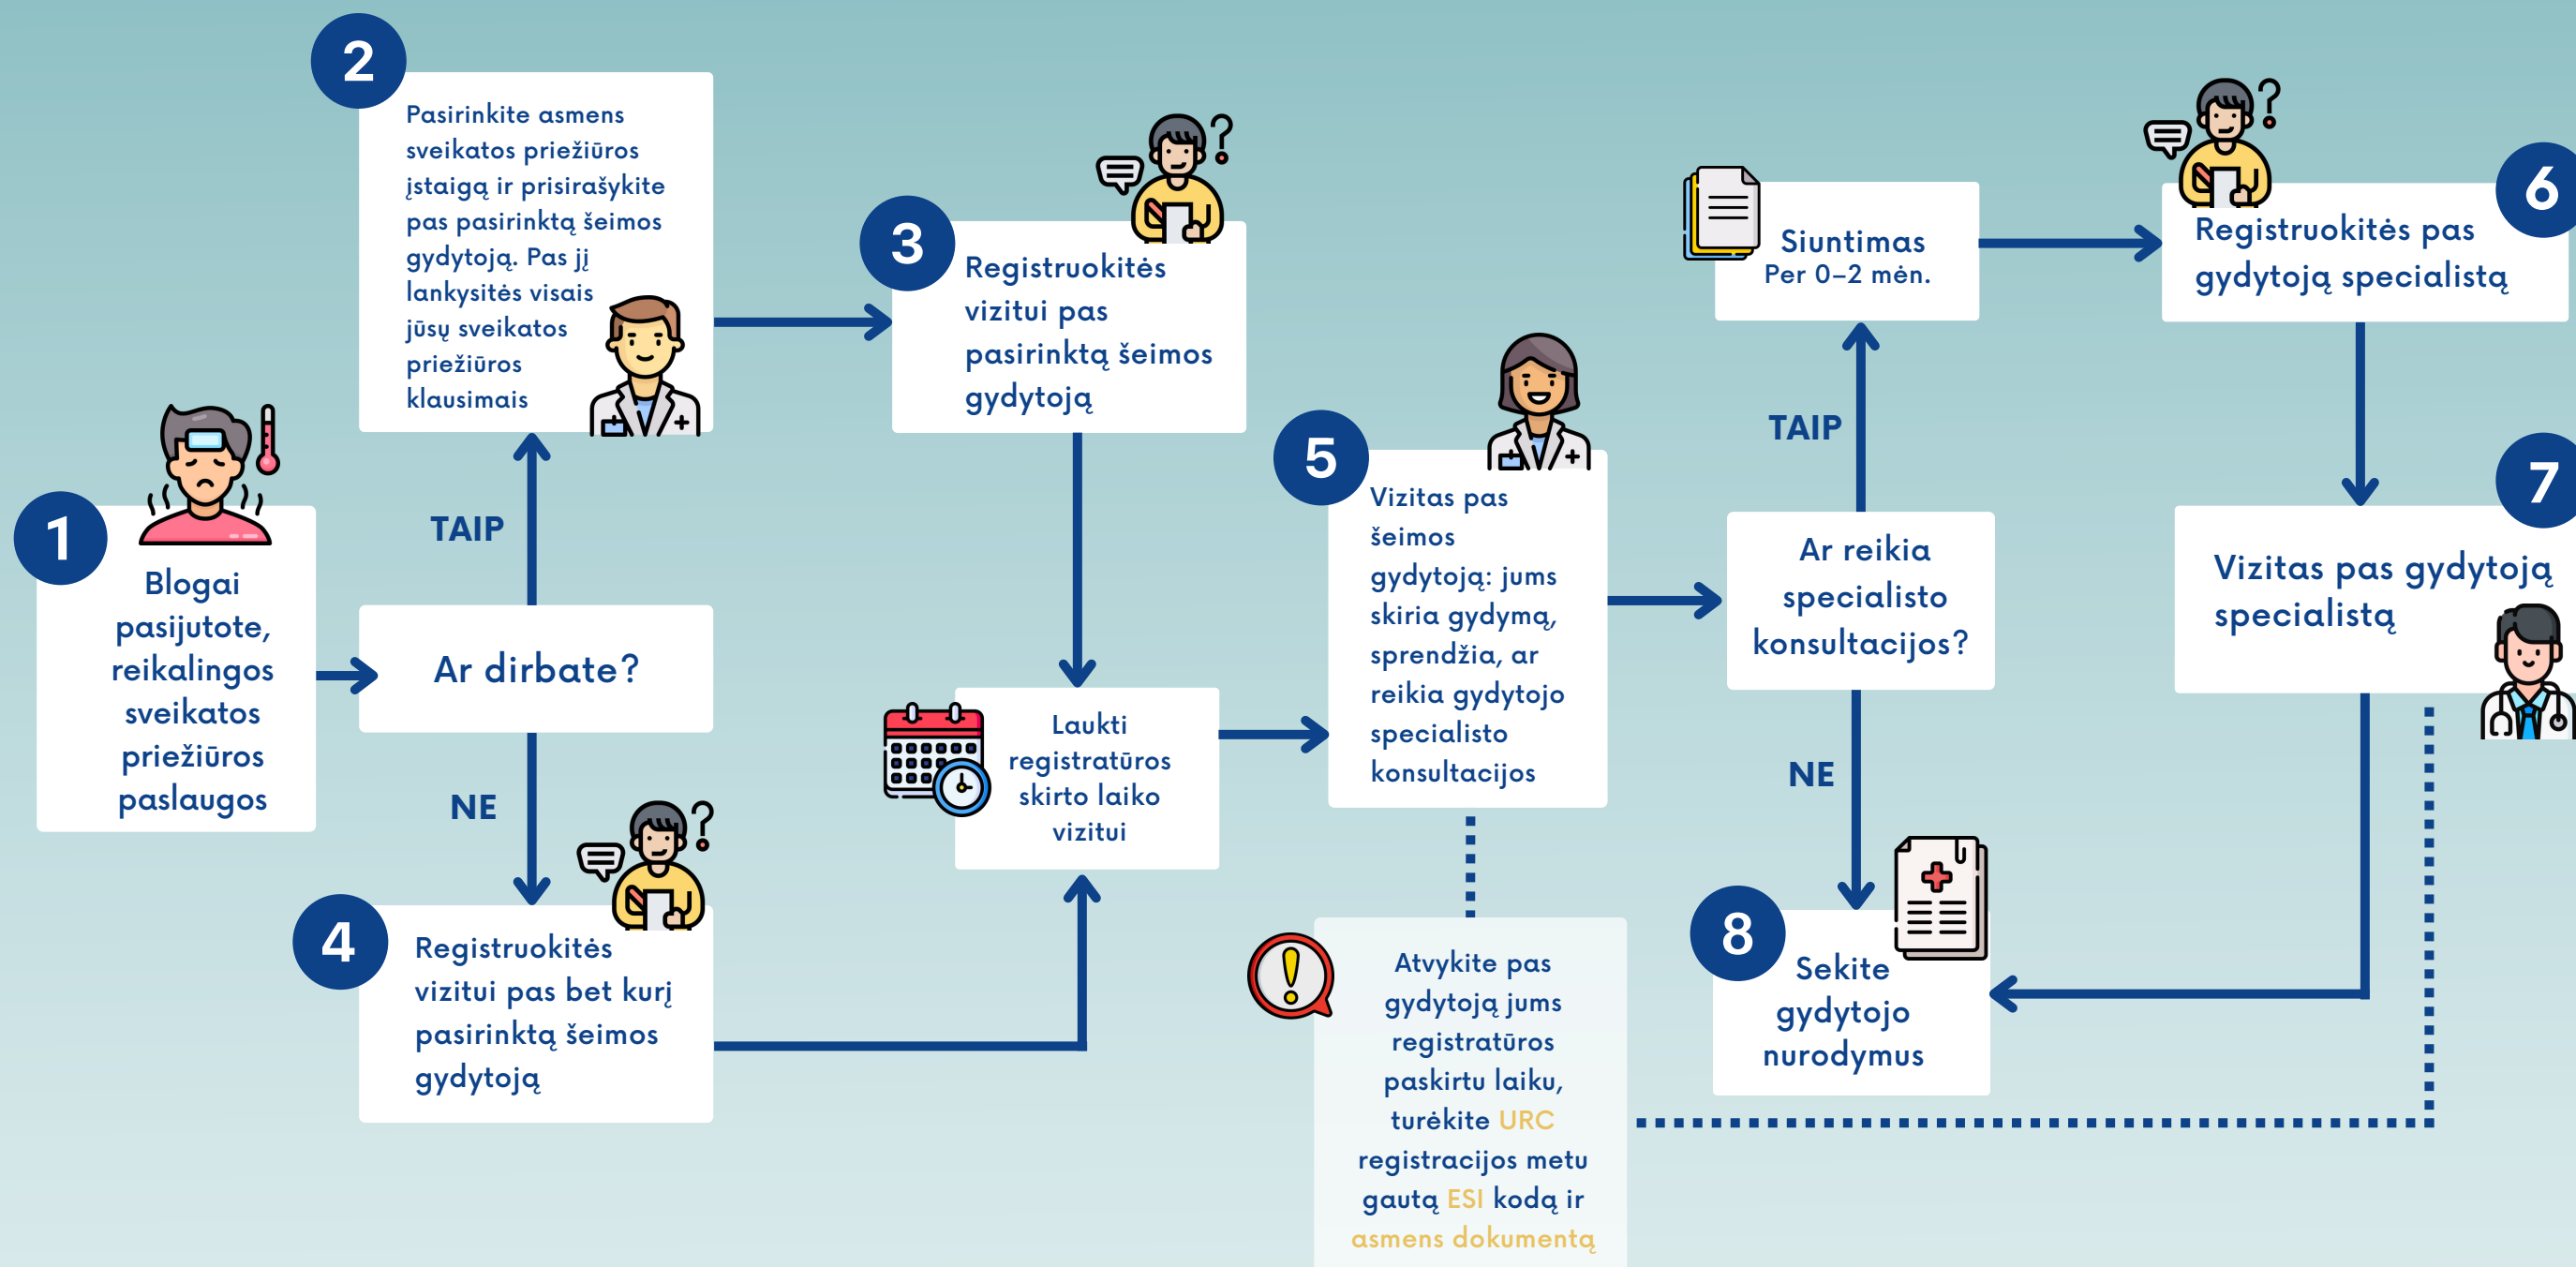 1
Blogai
pasijutote,
reikalingos
sveikatos
priežiūros
paslaugos
Ar dirbate?
TAIP
NE
2
Pasirinkite asmens
sveikatos priežiūros
įstaigą ir prisirašykite
pas pasirinktą šeimos
gydytoją. Pas jį
lankysitės visais
jūsų sveikatos
priežiūros
klausimais
3
Registruokitės
vizitui pas
pasirinktą šeimos
gydytoją
4
Registruokitės
vizitui pas bet kurį
pasirinktą šeimos
gydytoją
Laukti
registratūros
skirto laiko
vizitui
5
Vizitas pas
šeimos
gydytoją: jums
skiria gydymą,
sprendžia, ar
reikia gydytojo
specialisto
konsultacijos
Atvykite pas
gydytoją jums
registratūros
paskirtu laiku,
turėkite URC
registracijos metu
gautą ESI kodą ir
asmens dokumentą
Ar reikia
specialisto
konsultacijos?
TAIP
NE
Siuntimas
Per 0–2 mėn.
6
Registruokitės pas
gydytoją specialistą
7
Vizitas pas gydytoją
specialistą
8
Sekite
gydytojo
nurodymus